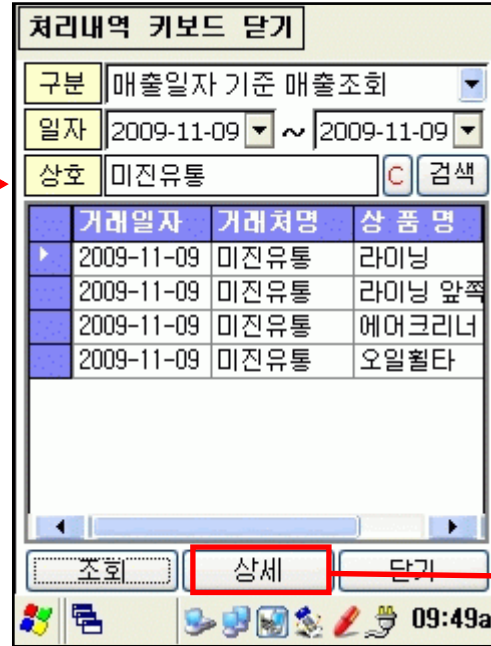 처리내역 키보드 닫기
구분 매출일자 기준 매출조회
일자 2009-11-09 ~ 2009-11-09
상호 미진유통 C 검색
거래일자 거래처명 상 품 명
2009-11-09 미진유통 라이닝
2009-11-09 미진유통 라이닝 앞쪽
2009-11-09 미진유통 에어크리너
2009-11-09 미진유통 오일휠타
조회 상세 닫기
09:49a